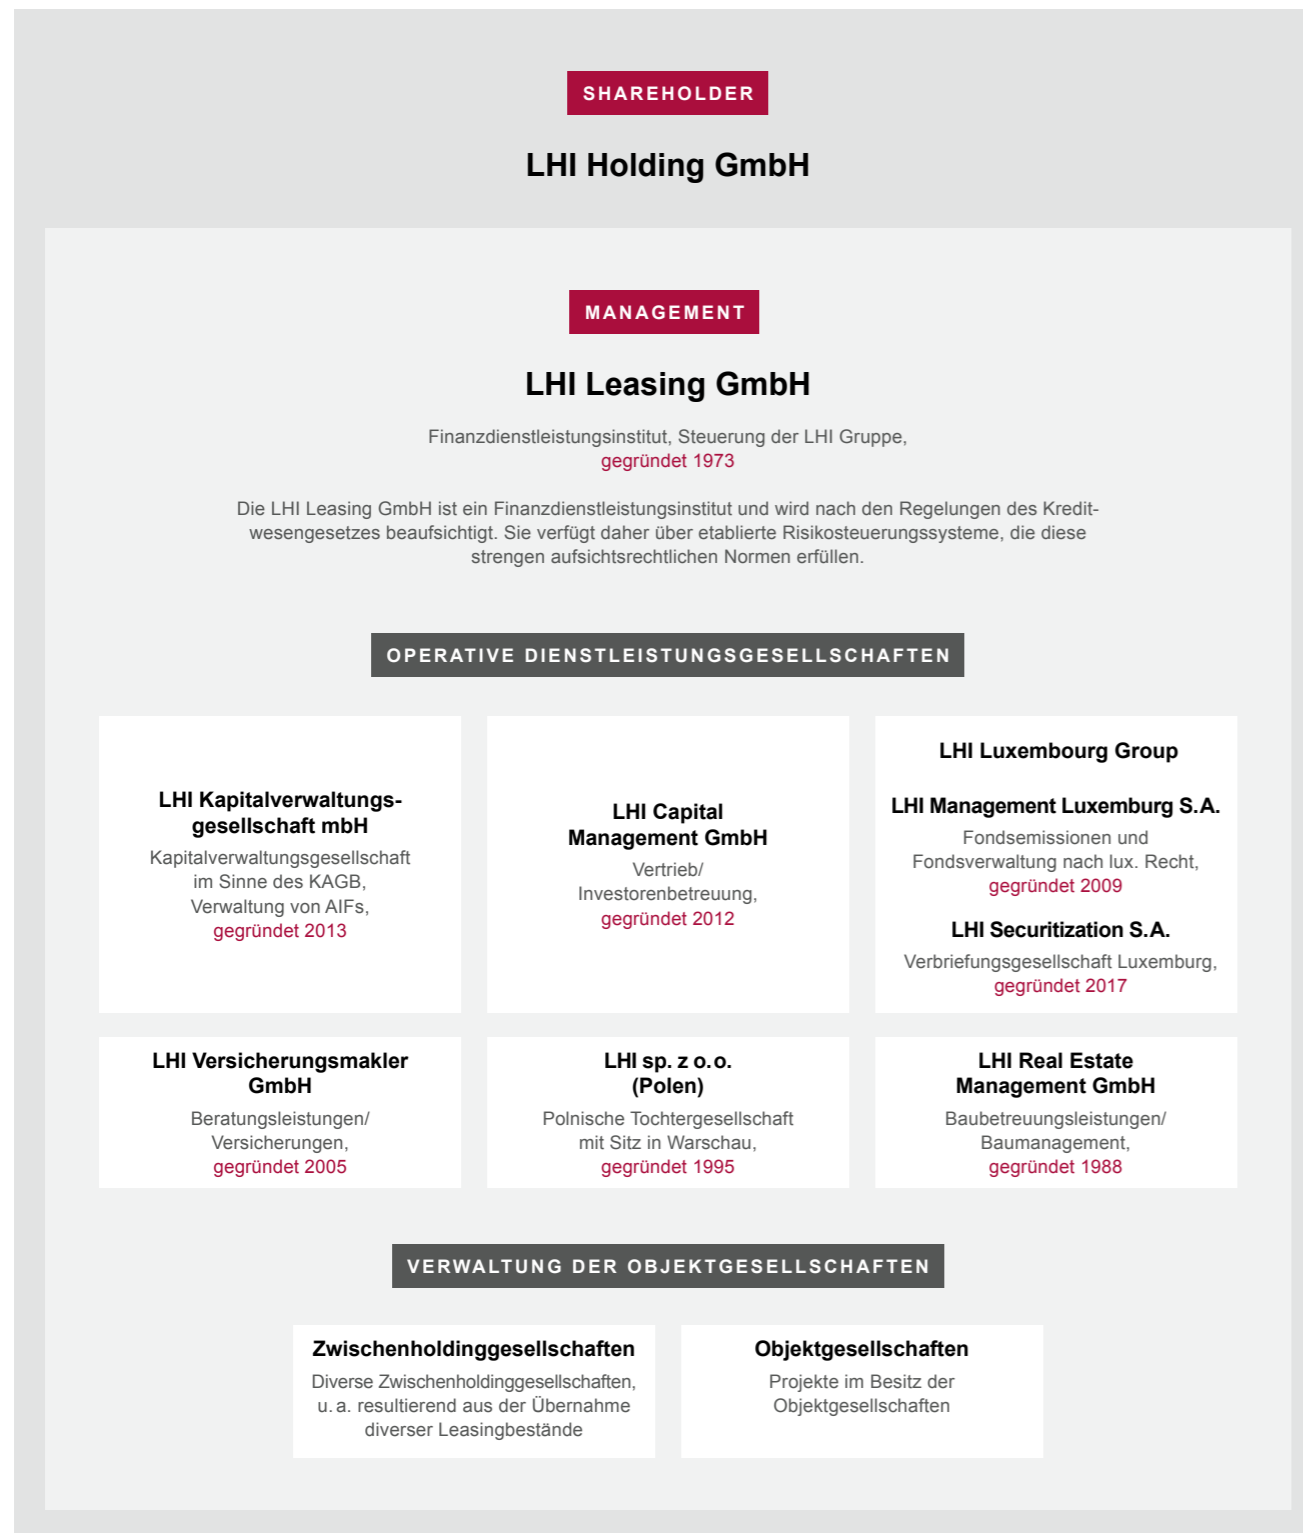 SHAREHOLDER
LHI Holding GmbH
MANAGEMENT
LHI Leasing GmbH
Finanzdienstleistungsinstitut, Steuerung der LHI Gruppe,
gegründet 1973
Die LHI Leasing GmbH ist ein Finanzdienstleistungsinstitut und wird nach den Regelungen des Kredit-
wesengesetzes beaufsichtigt. Sie verfügt daher über etablierte Risikosteuerungssysteme, die diese
strengen aufsichtsrechtlichen Normen erfüllen.
OPERATIVE DIENSTLEISTUNGSGESELLSCHAFTEN
LHI Kapitalverwaltungs-
gesellschaft mbH
Kapitalverwaltungsgesellschaft
im Sinne des KAGB,
Verwaltung von AIFs,
gegründet 2013
LHI Capital
Management GmbH
Vertrieb/
Investorenbetreuung,
gegründet 2012
LHI Luxembourg Group
LHI Management Luxemburg S.A.
Fondsemissionen und
Fondsverwaltung nach lux. Recht,
gegründet 2009
LHI Securitization S.A.
Verbriefungsgesellschaft Luxemburg,
gegründet 2017
LHI Versicherungsmakler
GmbH
Beratungsleistungen/
Versicherungen,
gegründet 2005
LHI sp. z o.o.
(Polen)
Polnische Tochtergesellschaft
mit Sitz in Warschau,
gegründet 1995
LHI Real Estate
Management GmbH
Baubetreuungsleistungen/
Baumanagement,
gegründet 1988
VERWALTUNG DER OBJEKTGESELLSCHAFTEN
Zwischenholdinggesellschaften
Diverse Zwischenholdinggesellschaften,
u. a. resultierend aus der Übernahme
diverser Leasingbestände
Objektgesellschaften
Projekte im Besitz der
Objektgesellschaften